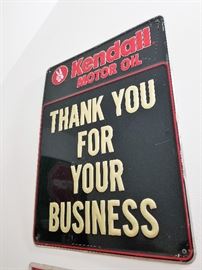 Kendall
MOTOR OIL
THANK YOU
FOR
YOUR
BUSINESS